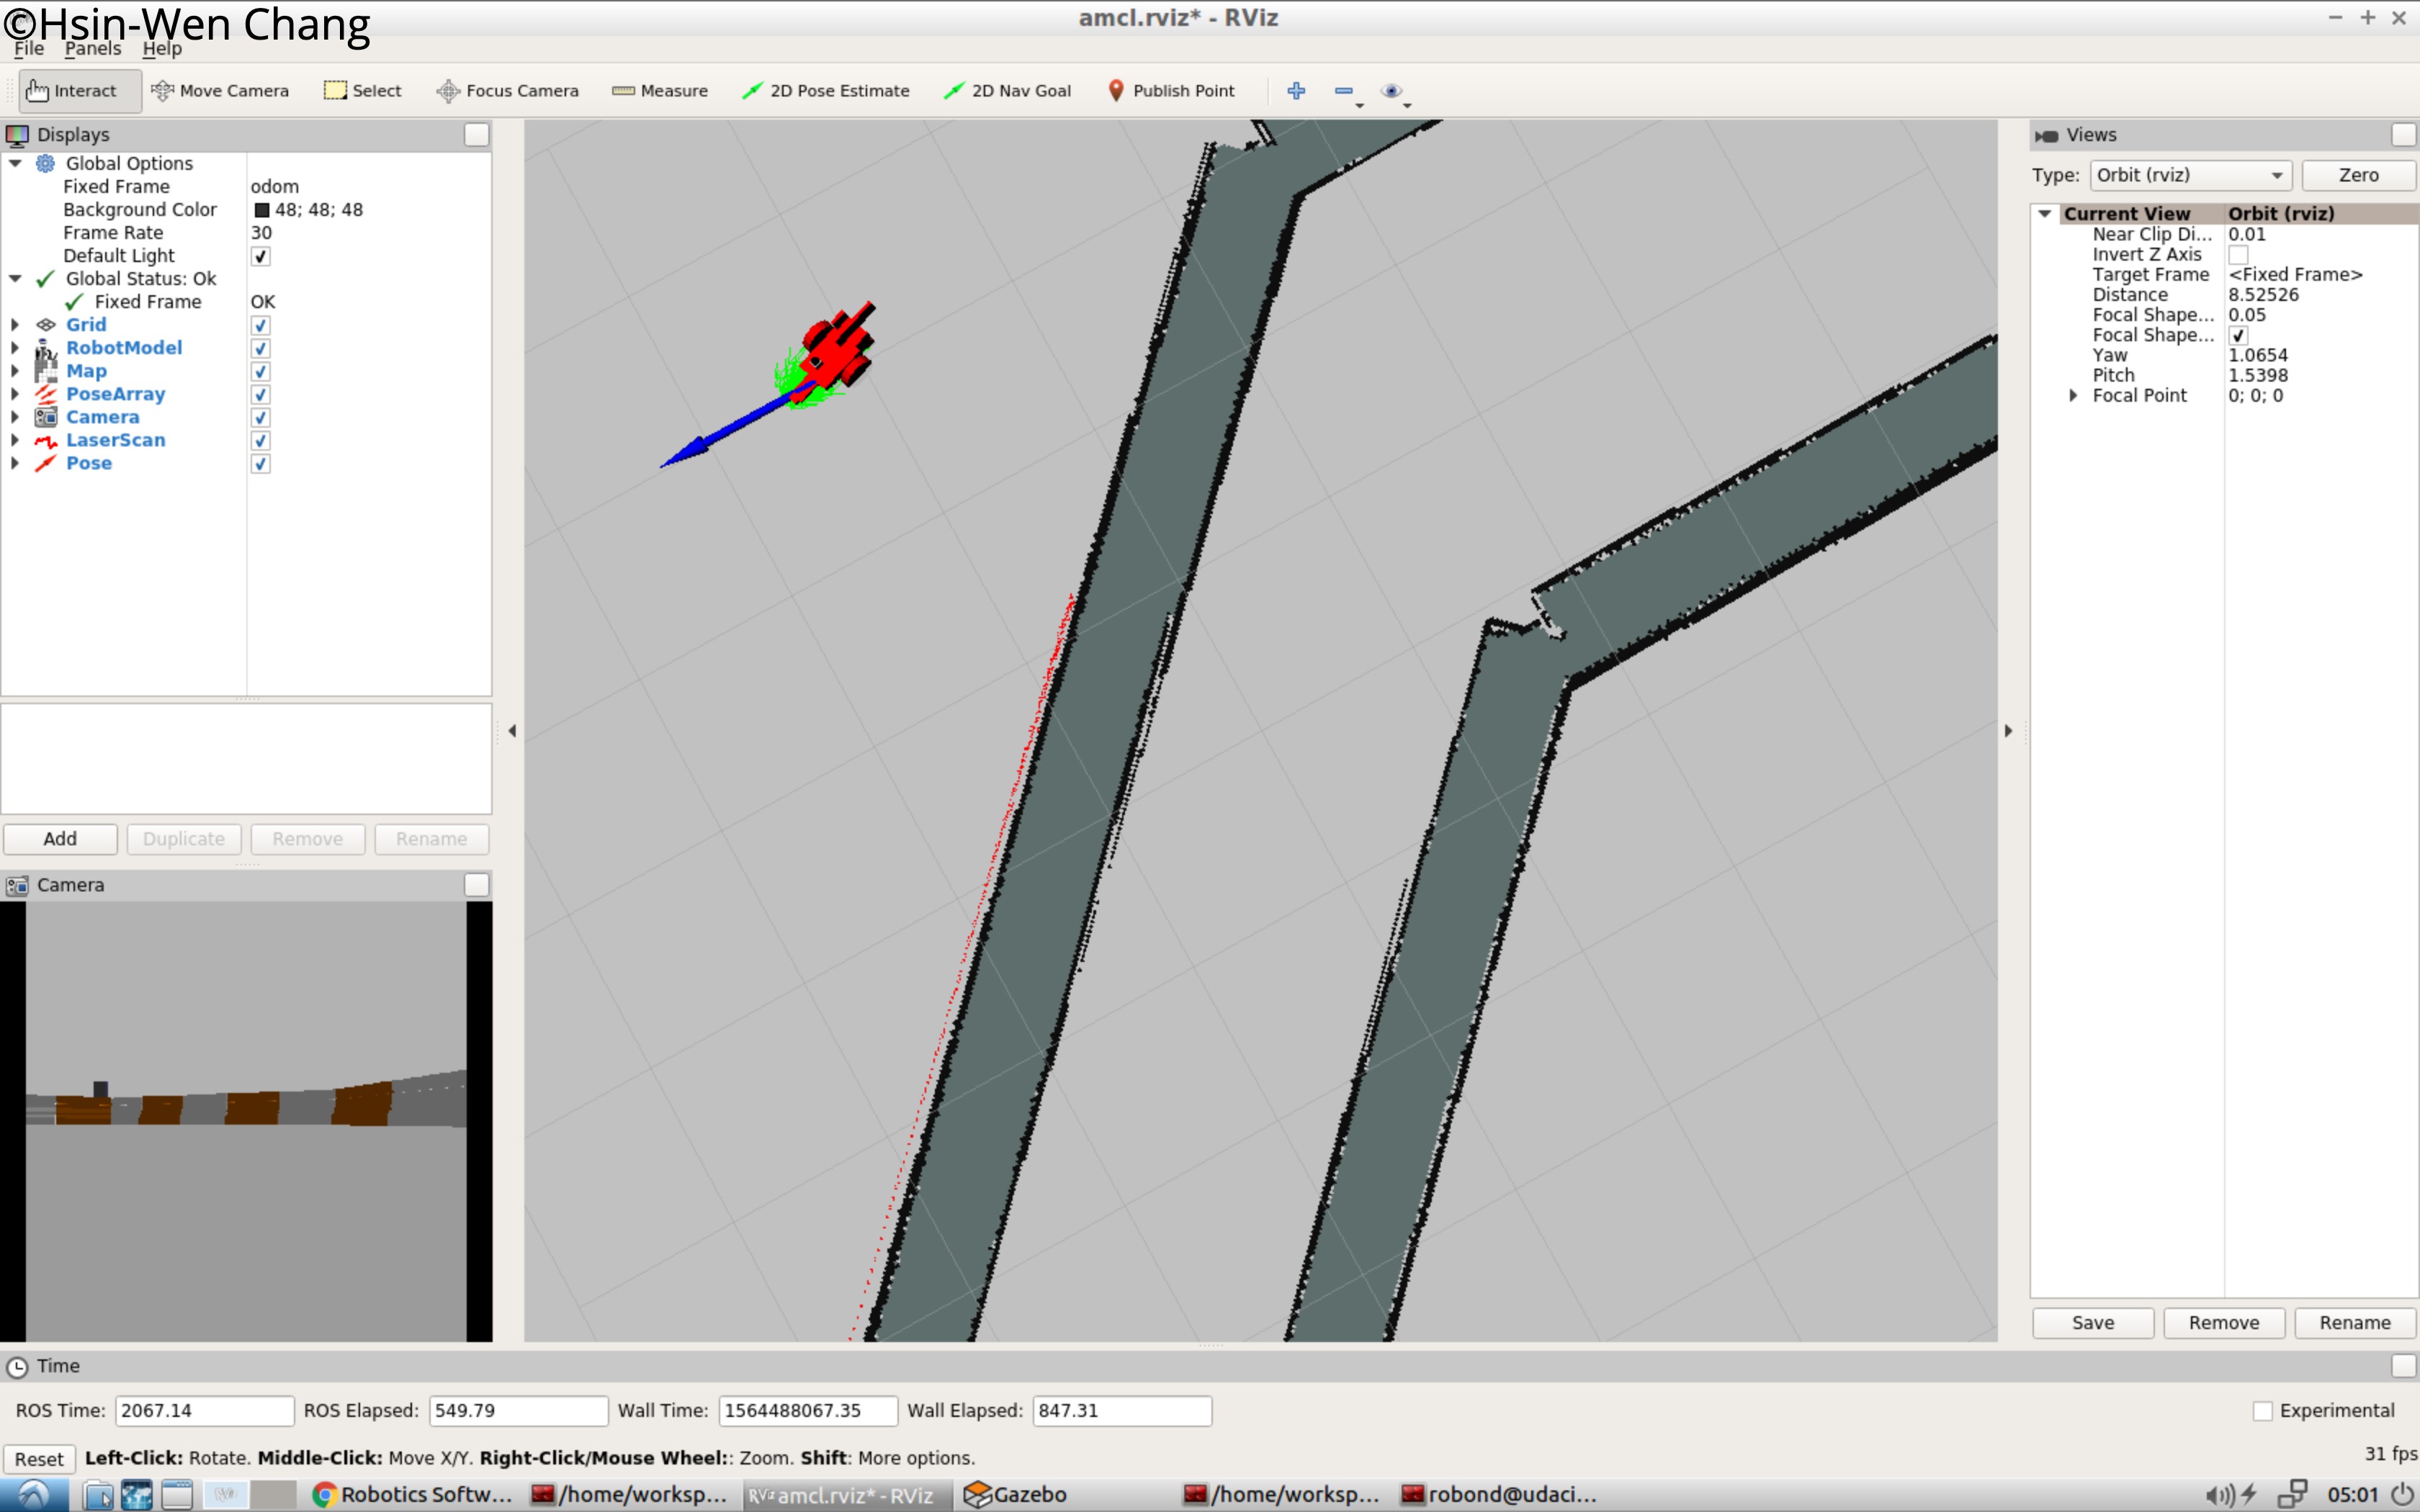 ©Hsin-Wen Chang
amcl.rviz* - RViz
File Panels Help
Interact Move Camera Select Focus Camera Measure 2D Pose Estimate 2D Nav Goal Publish Point
Displays
Global Options
Fixed Frame odom
Background Color 48; 48; 48
Frame Rate 30
Default Light
Global Status: Ok
Fixed Frame OK
Grid
RobotModel
Map
PoseArray
Camera
LaserScan
Pose
Add Duplicate Remove Rename
Camera
Views
Type: Orbit (rviz) Zero
Current View Orbit (rviz)
Near Clip Di... 0.01
Invert Z Axis
Target Frame <Fixed Frame>
Distance 8.52526
Focal Shape... 0.05
Focal Shape...
Yaw 1.0654
Pitch 1.5398
Focal Point 0; 0; 0
Save Remove Rename
Time
ROS Time: 2067.14 ROS Elapsed: 549.79 Wall Time: 1564488067.35 Wall Elapsed: 847.31 Experimental
Reset Left-Click: Rotate. Middle-Click: Move X/Y. Right-Click/Mouse Wheel:: Zoom. Shift: More options. 31 fps
Robotics Softw... /home/worksp... RViz amcl.rviz* - RViz Gazebo /home/worksp... robond@udaci... 05:01